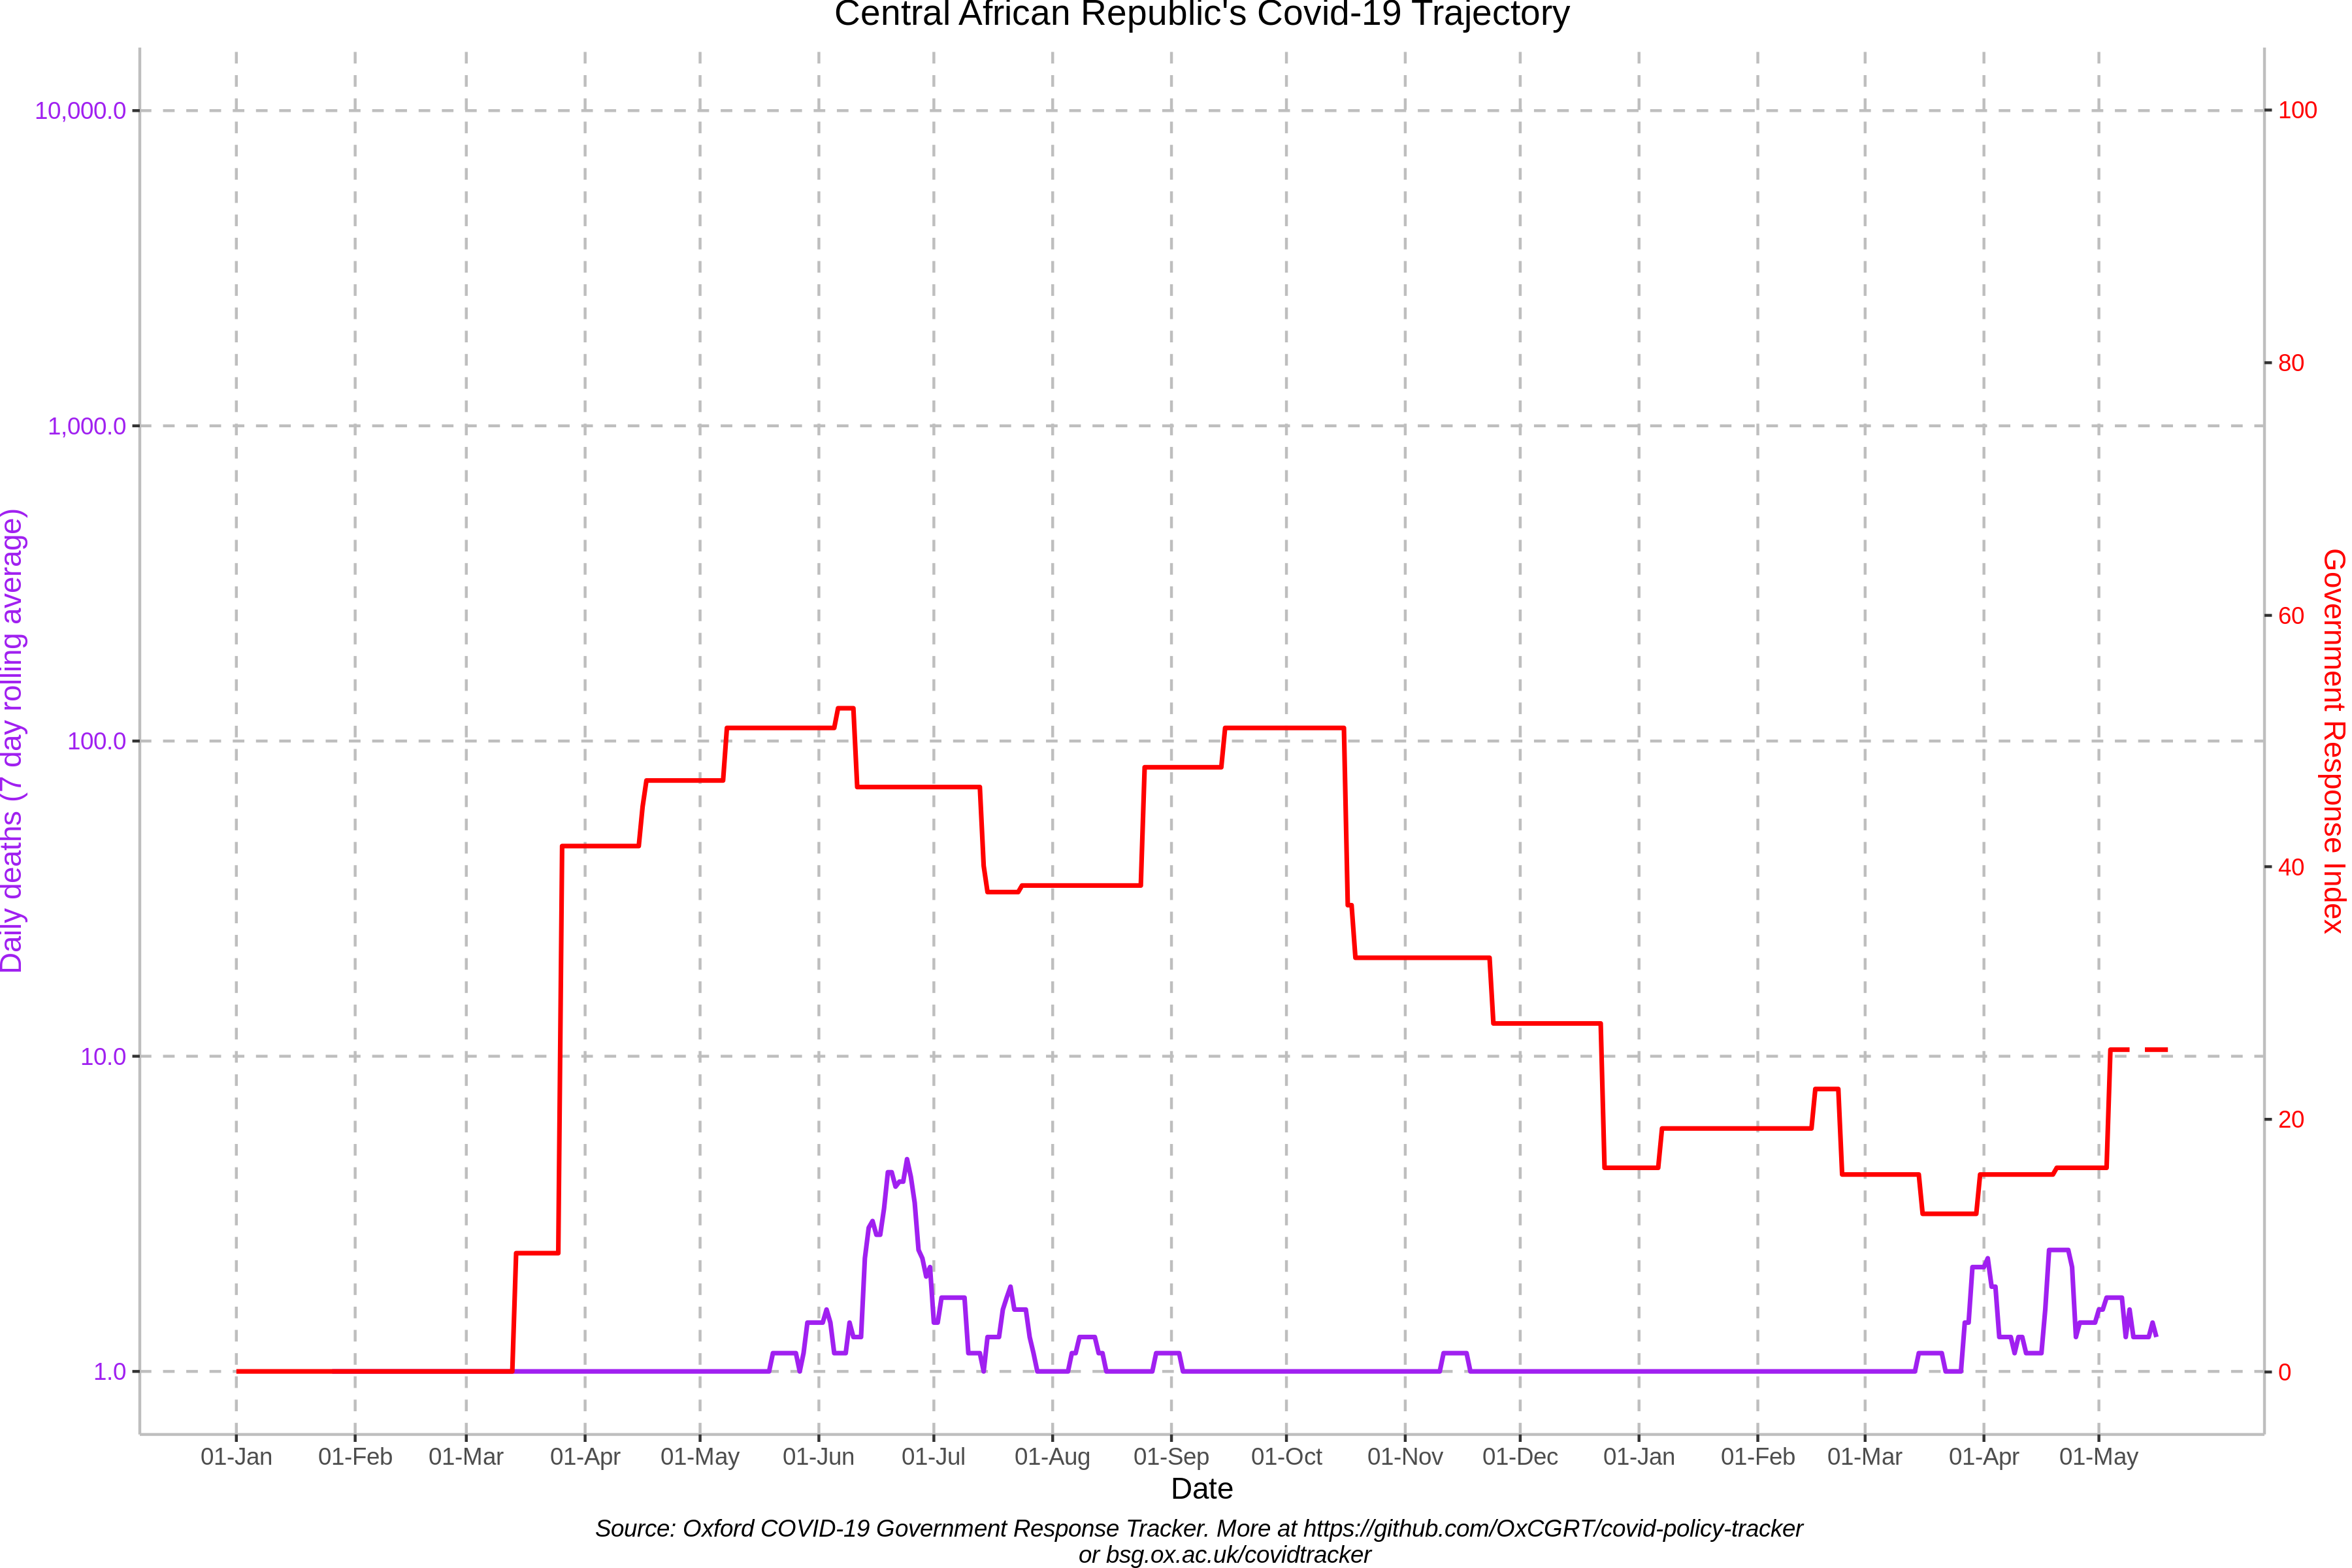 Central African Republic's Covid-19 Trajectory
10,000.0
1,000.0
100.0
10.0
1.0
Daily deaths (7 day rolling average)
100
80
60
40
20
0
Government Response Index
01-Jan 01-Feb 01-Mar 01-Apr 01-May 01-Jun 01-Jul 01-Aug 01-Sep 01-Oct 01-Nov 01-Dec 01-Jan 01-Feb 01-Mar 01-Apr 01-May
Date
Source: Oxford COVID-19 Government Response Tracker. More at https://github.com/OxCGRT/covid-policy-tracker
or bsg.ox.ac.uk/covidtracker